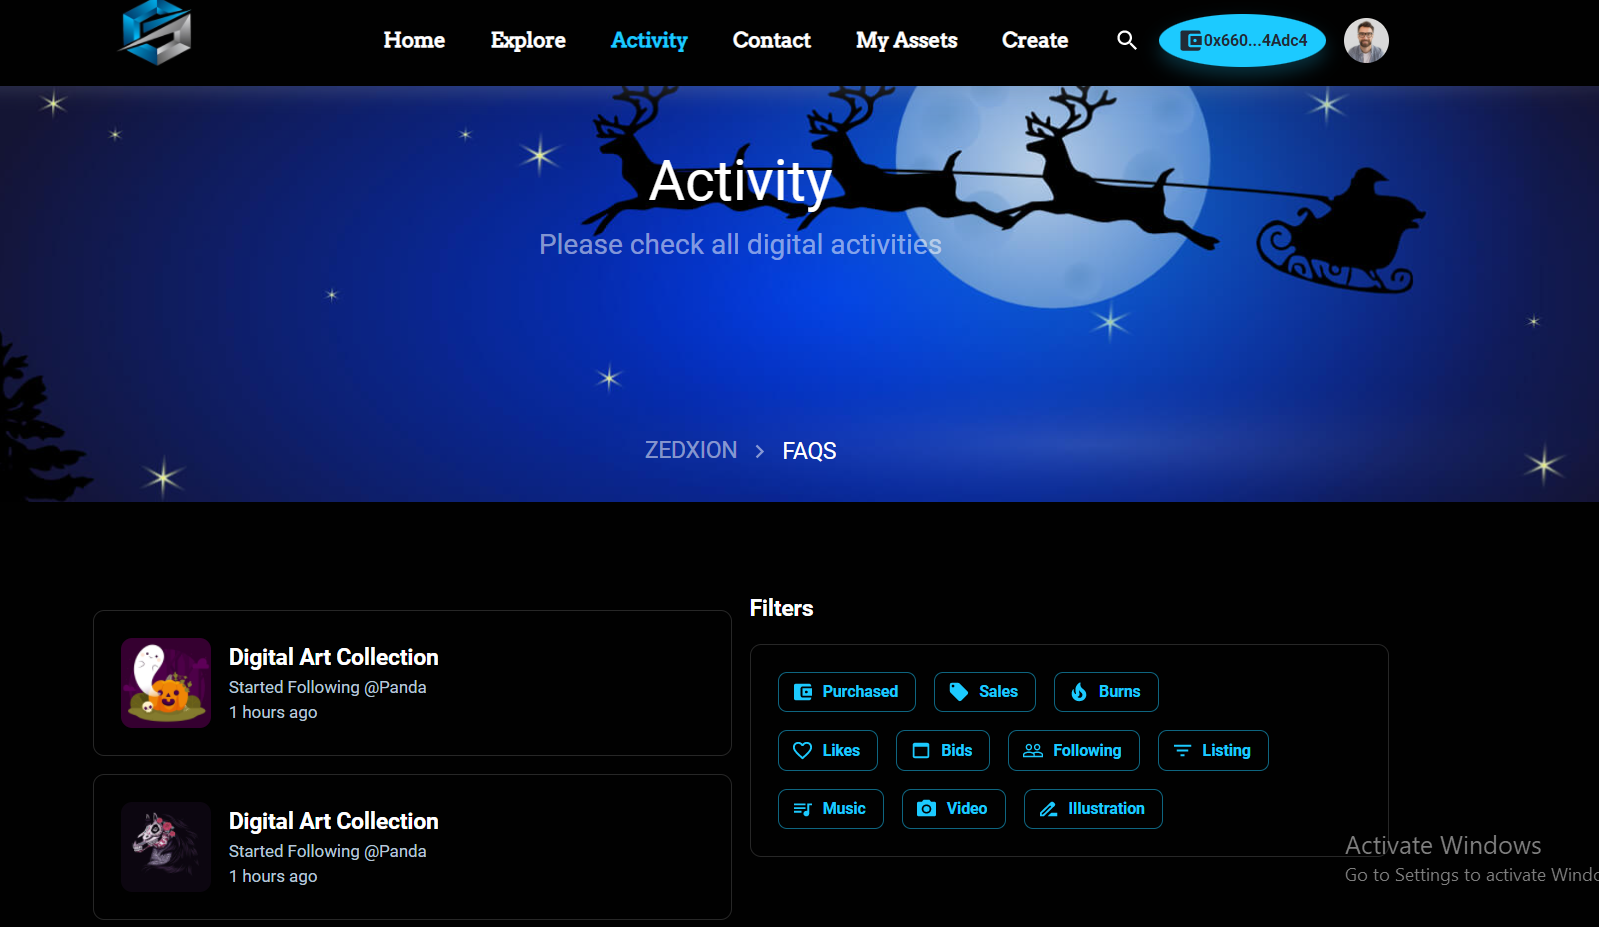 Home Explore Activity Contact My Assets Create 0x660...4Adc4
Activity
Please check all digital activities
ZEDXION > FAQS
Digital Art Collection
Started Following @Panda
1 hours ago
Digital Art Collection
Started Following @Panda
1 hours ago
Filters
Purchased Sales Burns
Likes Bids Following Listing
Music Video Illustration
Activate Windows
Go to Settings to activate Windo